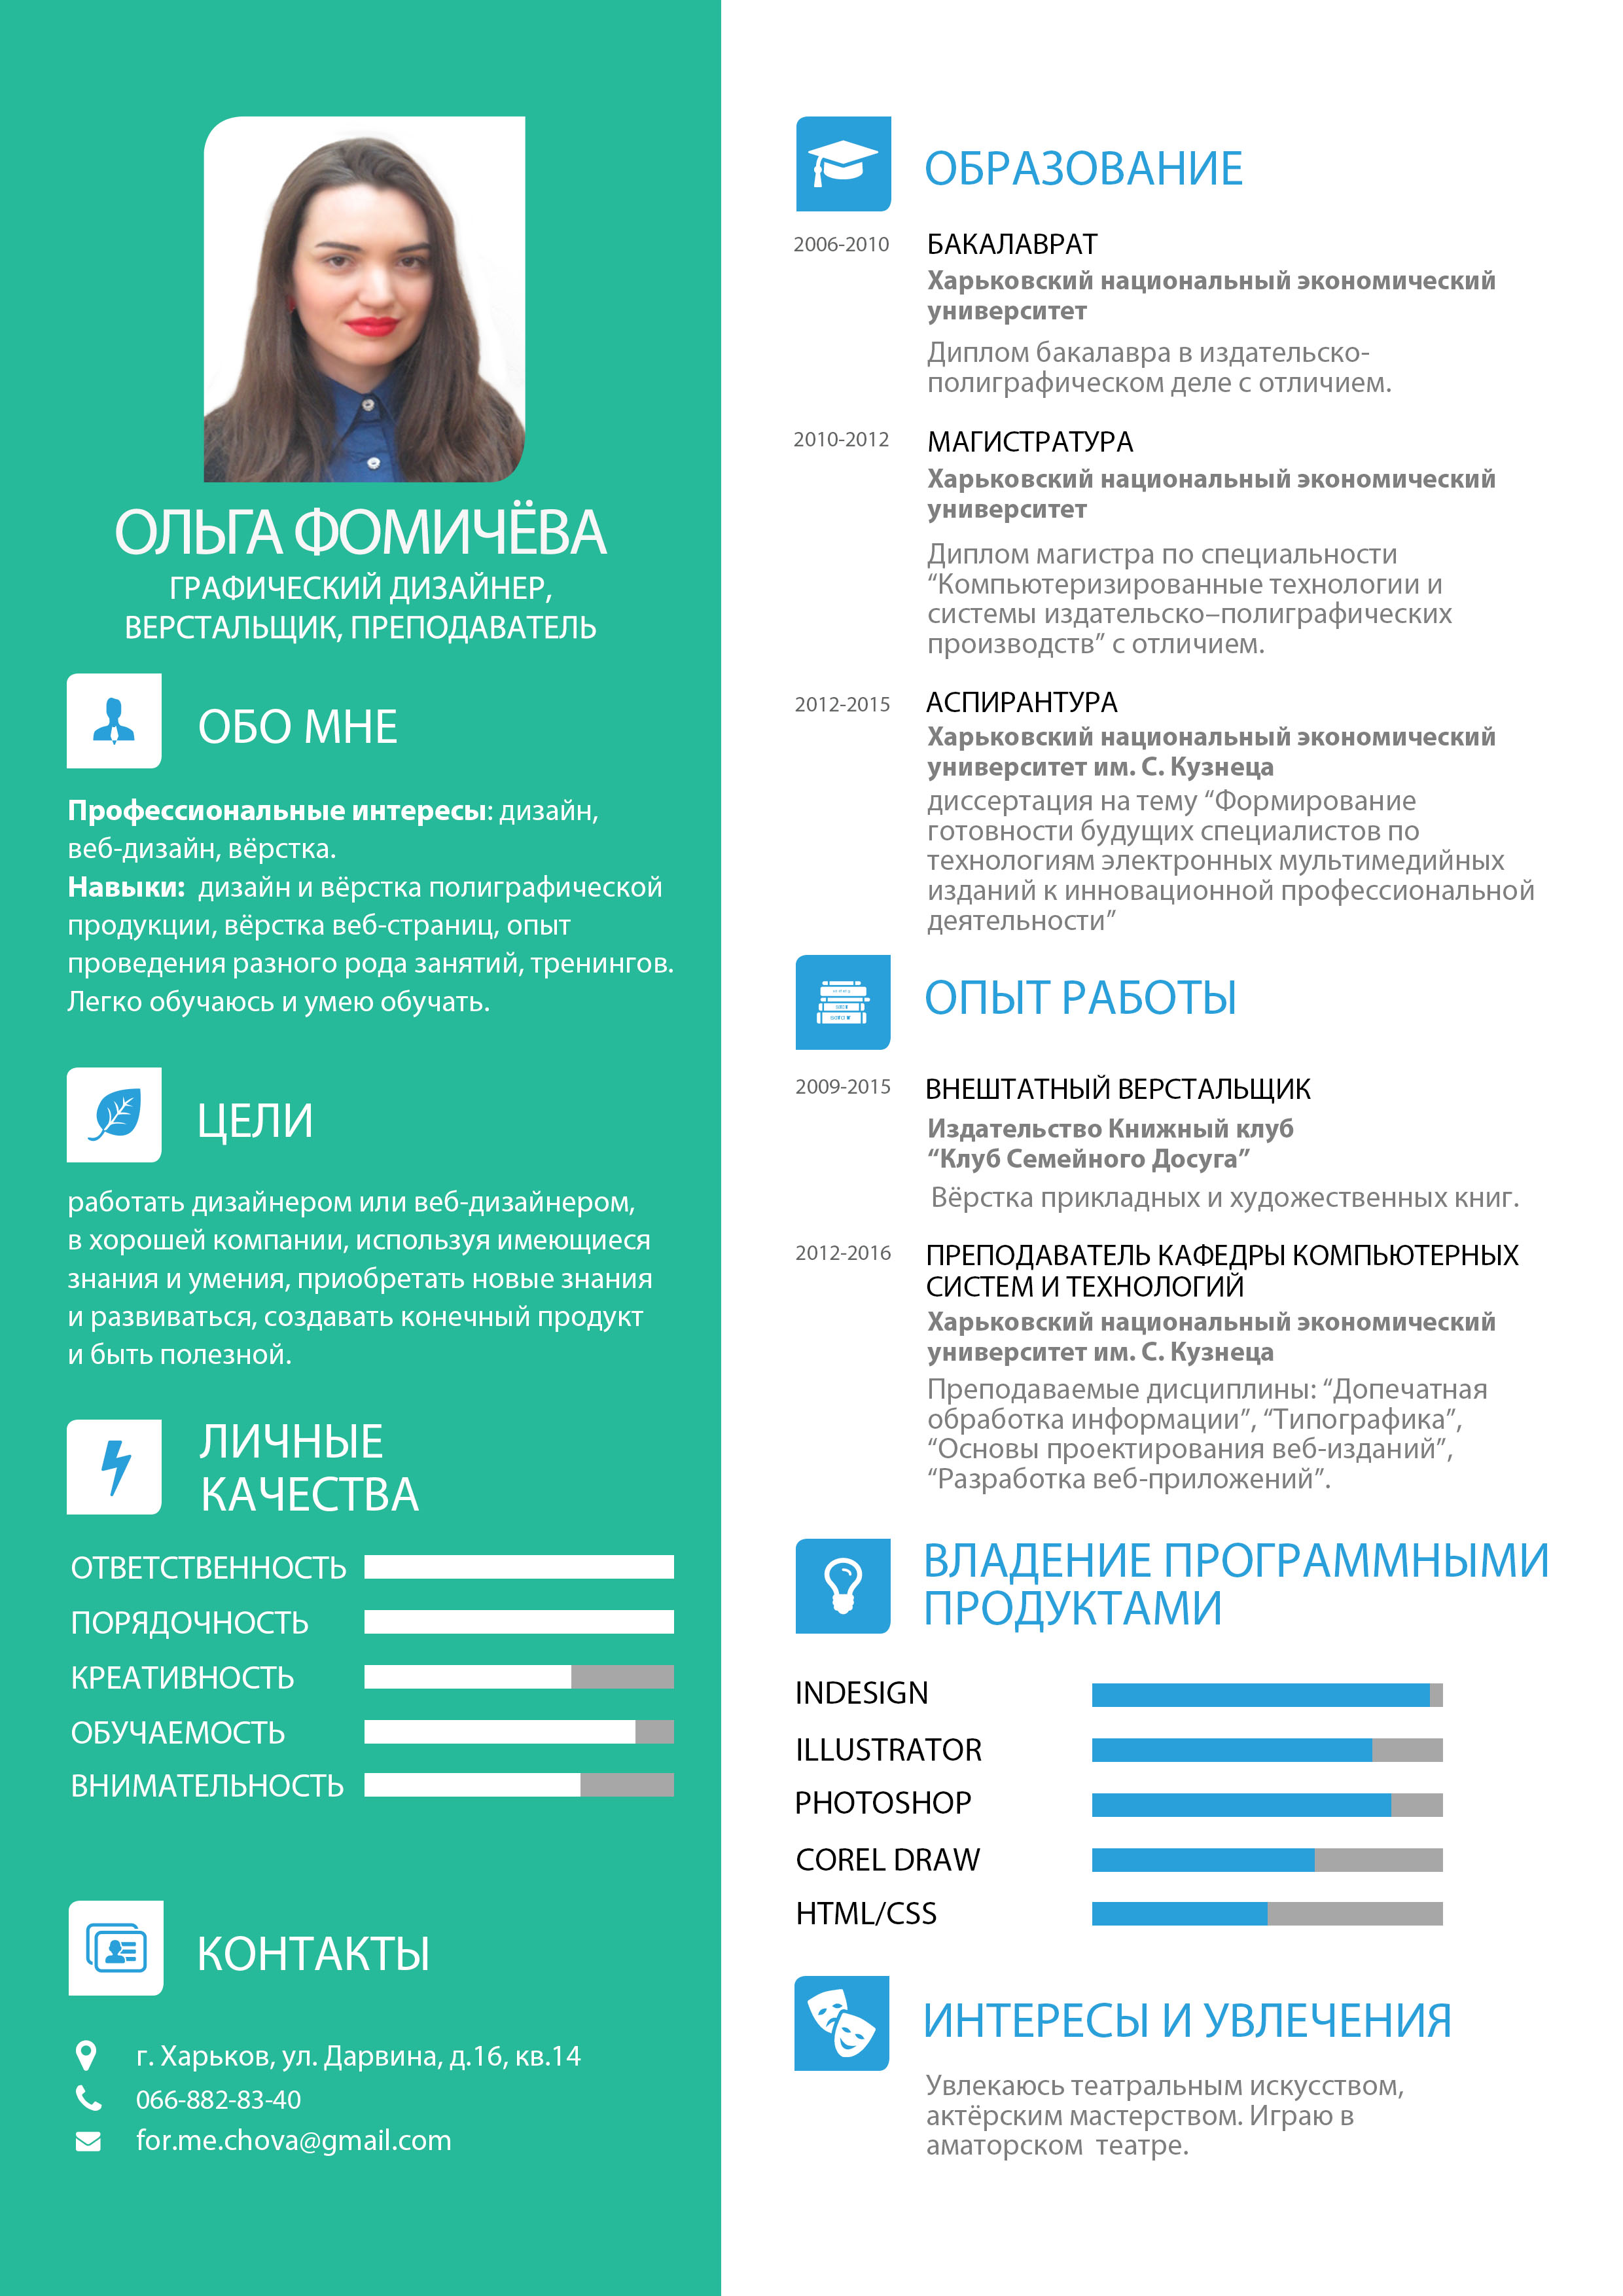 ОЛЬГА ФОМИЧЁВА
ГРАФИЧЕСКИЙ ДИЗАЙНЕР,
ВЕРСТАЛЬЩИК, ПРЕПОДАВАТЕЛЬ
ОБО МНЕ
Профессиональные интересы: дизайн,
веб-дизайн, вёрстка.
Навыки: дизайн и вёрстка полиграфической
продукции, вёрстка веб-страниц, опыт
проведения разного рода занятий, тренингов.
Легко обучаюсь и умею обучать.
ЦЕЛИ
работать дизайнером или веб-дизайнером,
в хорошей компании, используя имеющиеся
знания и умения, приобретать новые знания
и развиваться, создавать конечный продукт
и быть полезной.
ЛИЧНЫЕ
КАЧЕСТВА
ОТВЕТСТВЕННОСТЬ
ПОРЯДОЧНОСТЬ
КРЕАТИВНОСТЬ
ОБУЧАЕМОСТЬ
ВНИМАТЕЛЬНОСТЬ
КОНТАКТЫ
г. Харьков, ул. Дарвина, д.16, кв.14
066-882-83-40
for.me.chova@gmail.com
ОБРАЗОВАНИЕ
2006-2010 БАКАЛАВРАТ
Харьковский национальный экономический
университет
Диплом бакалавра в издательско-
полиграфическом деле с отличием.
2010-2012 МАГИСТРАТУРА
Харьковский национальный экономический
университет
Диплом магистра по специальности
“Компьютеризированные технологии и
системы издательско–полиграфических
производств” с отличием.
2012-2015 АСПИРАНТУРА
Харьковский национальный экономический
университет им. С. Кузнеца
диссертация на тему “Формирование
готовности будущих специалистов по
технологиям электронных мультимедийных
изданий к инновационной профессиональной
деятельности”
ОПЫТ РАБОТЫ
2009-2015 ВНЕШТАТНЫЙ ВЕРСТАЛЬЩИК
Издательство Книжный клуб
“Клуб Семейного Досуга”
Вёрстка прикладных и художественных книг.
2012-2016 ПРЕПОДАВАТЕЛЬ КАФЕДРЫ КОМПЬЮТЕРНЫХ
СИСТЕМ И ТЕХНОЛОГИЙ
Харьковский национальный экономический
университет им. С. Кузнеца
Преподаваемые дисциплины: “Допечатная
обработка информации”, “Типографика”,
“Основы проектирования веб-изданий”,
“Разработка веб-приложений”.
ВЛАДЕНИЕ ПРОГРАММНЫМИ
ПРОДУКТАМИ
INDESIGN
ILLUSTRATOR
PHOTOSHOP
COREL DRAW
HTML/CSS
ИНТЕРЕСЫ И УВЛЕЧЕНИЯ
Увлекаюсь театральным искусством,
актёрским мастерством. Играю в
аматорском театре.